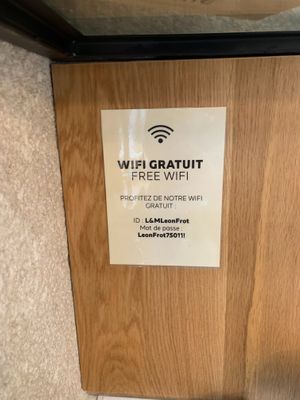 WIFI GRATUIT
FREE WIFI
PROFITEZ DE NOTRE WIFI
GRATUIT :
ID : L&MLeonFrot
Mot de passe :
LeonFrot75011!